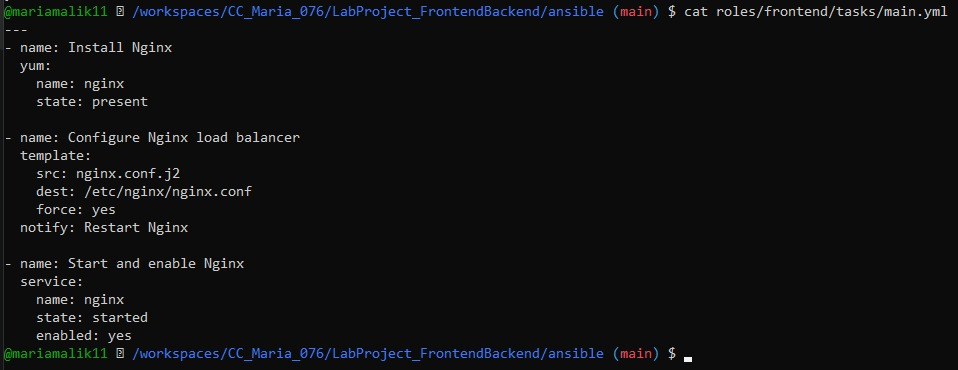 @mariamalik11 /workspaces/CC_Maria_076/LabProject_FrontendBackend/ansible (main) $ cat roles/frontend/tasks/main.yml
---
- name: Install Nginx
  yum:
    name: nginx
    state: present

- name: Configure Nginx load balancer
  template:
    src: nginx.conf.j2
    dest: /etc/nginx/nginx.conf
    force: yes
  notify: Restart Nginx

- name: Start and enable Nginx
  service:
    name: nginx
    state: started
    enabled: yes
@mariamalik11 /workspaces/CC_Maria_076/LabProject_FrontendBackend/ansible (main) $